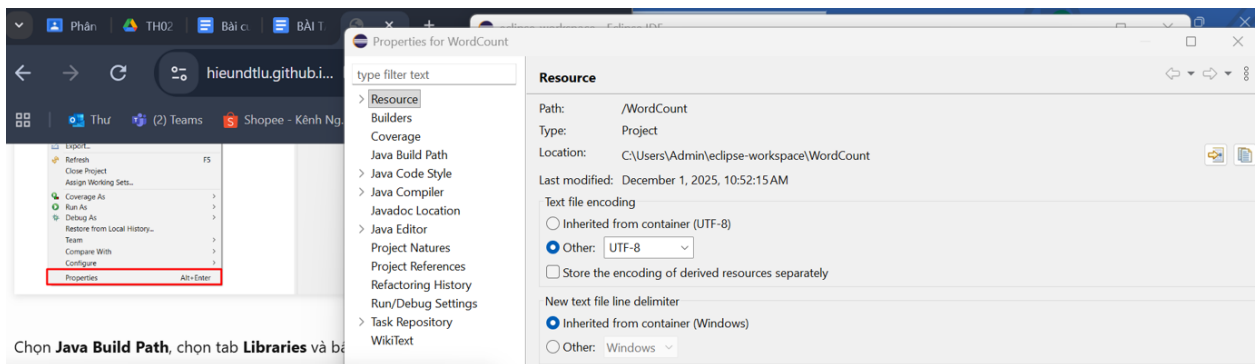 Phân
TH02
Bài c
BÀI T
eclipse-workspace - Eclipse IDE
hieundtlu.github.i...
Thư
(2) Teams
Shopee - Kênh Ng.
Export...
Refresh F5
Close Project
Assign Working Sets...
Coverage As
Run As
Debug As
Restore from Local History...
Team
Compare With
Configure
Properties Alt+Enter
Chọn Java Build Path, chọn tab Libraries và
Properties for WordCount
type filter text
Resource
Builders
Coverage
Java Build Path
Java Code Style
Java Compiler
Javadoc Location
Java Editor
Project Natures
Project References
Refactoring History
Run/Debug Settings
Task Repository
WikiText
Resource
Path: /WordCount
Type: Project
Location: C:\Users\Admin\eclipse-workspace\WordCount
Last modified: December 1, 2025, 10:52:15 AM
Text file encoding
Inherited from container (UTF-8)
Other: UTF-8
Store the encoding of derived resources separately
New text file line delimiter
Inherited from container (Windows)
Other: Windows